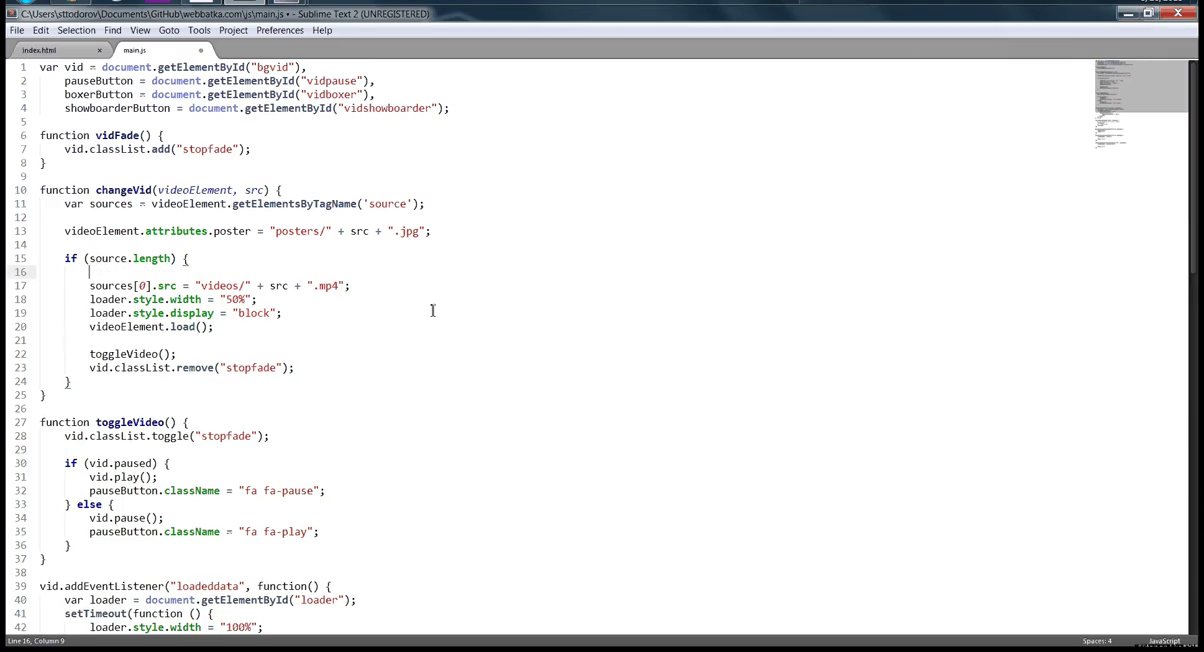 C:\Users\sttodorov\Documents\GitHub\webbatka.com\js\main.js • - Sublime Text 2 (UNREGISTERED)
File Edit Selection Find View Goto Tools Project Preferences Help
index.html × main.js
1 var vid = document.getElementById("bgvid"),
2 pauseButton = document.getElementById("vidpause"),
3 boxerButton = document.getElementById("vidboxer"),
4 showboarderButton = document.getElementById("vidshowboarder");
5
6 function vidFade() {
7 vid.classList.add("stopfade");
8 }
9
10 function changeVid(videoElement, src) {
11 var sources = videoElement.getElementsByTagName('source');
12
13 videoElement.attributes.poster = "posters/" + src + ".jpg";
14
15 if (source.length) {
16
17 sources[0].src = "videos/" + src + ".mp4";
18 loader.style.width = "50%";
19 loader.style.display = "block";
20 videoElement.load();
21
22 toggleVideo();
23 vid.classList.remove("stopfade");
24 }
25 }
26
27 function toggleVideo() {
28 vid.classList.toggle("stopfade");
29
30 if (vid.paused) {
31 vid.play();
32 pauseButton.className = "fa fa-pause";
33 } else {
34 vid.pause();
35 pauseButton.className = "fa fa-play";
36 }
37 }
38
39 vid.addEventListener("loadeddata", function() {
40 var loader = document.getElementById("loader");
41 setTimeout(function () {
42 loader.style.width = "100%";
Line 16, Column 9 Spaces: 4 JavaScript